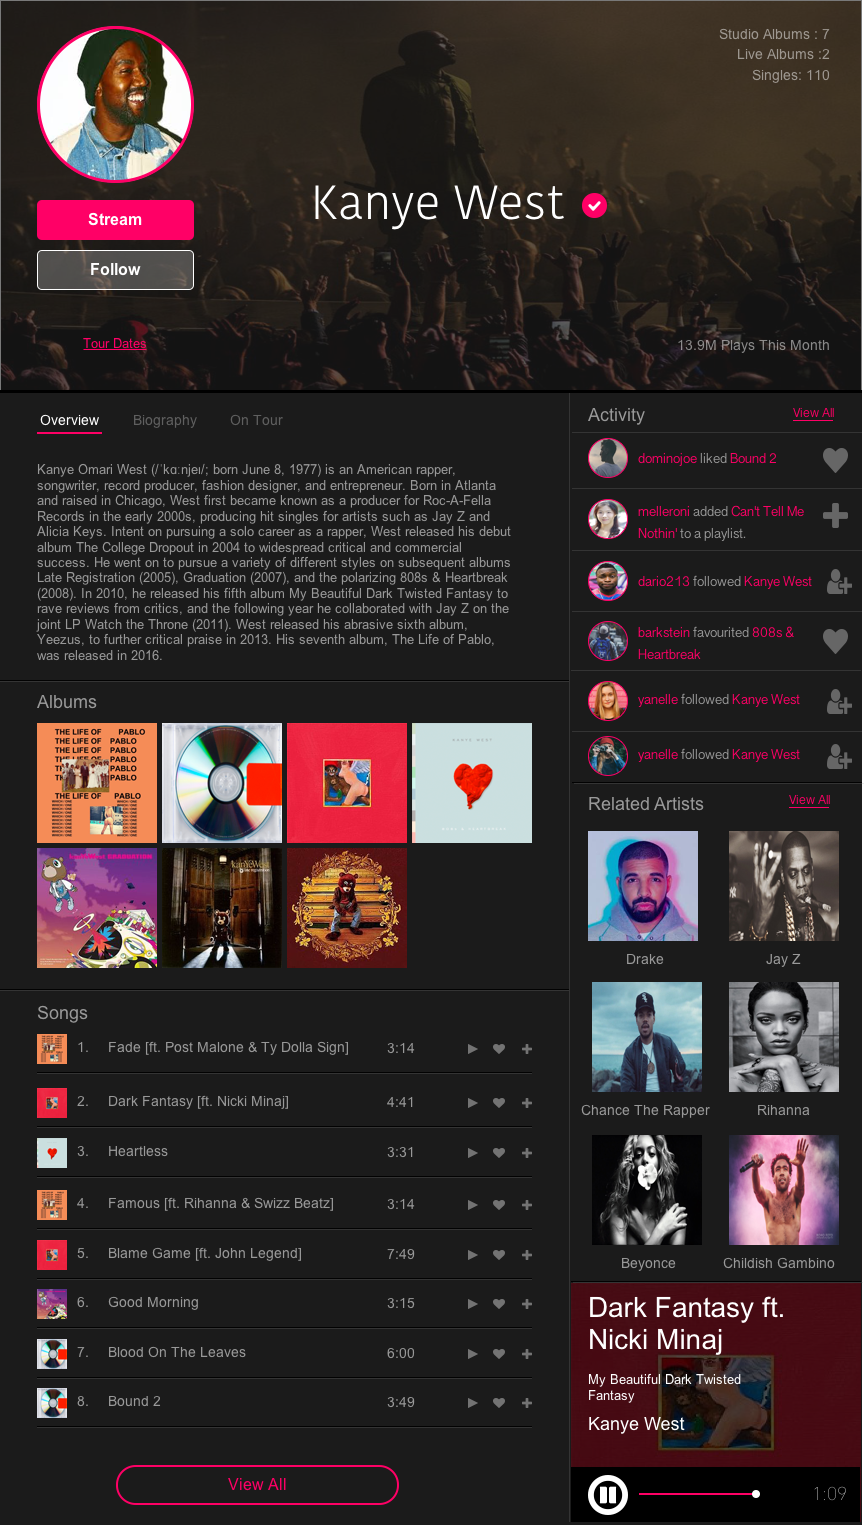 Studio Albums : 7
Live Albums :2
Singles: 110
Kanye West
Stream
Follow
Tour Dates
13.9M Plays This Month
Overview
Biography
On Tour
Kanye Omari West (/ˈkɑːnjeɪ/; born June 8, 1977) is an American rapper,
songwriter, record producer, fashion designer, and entrepreneur. Born in Atlanta
and raised in Chicago, West first became known as a producer for Roc-A-Fella
Records in the early 2000s, producing hit singles for artists such as Jay Z and
Alicia Keys. Intent on pursuing a solo career as a rapper, West released his debut
album The College Dropout in 2004 to widespread critical and commercial
success. He went on to pursue a variety of different styles on subsequent albums
Late Registration (2005), Graduation (2007), and the polarizing 808s & Heartbreak
(2008). In 2010, he released his fifth album My Beautiful Dark Twisted Fantasy to
rave reviews from critics, and the following year he collaborated with Jay Z on the
joint LP Watch the Throne (2011). West released his abrasive sixth album,
Yeezus, to further critical praise in 2013. His seventh album, The Life of Pablo,
was released in 2016.
Albums
THE LIFE OF PABLO
THE LIFE OF PABLO
THE LIFE OF PABLO
THE LIFE OF PABLO
THE LIFE OF PABLO
THE LIFE OF PABLO
THE LIFE OF PABLO
WHICH / ONE WHICH / ONE
KANYE WEST
KanyeWest GRADUATION
kanyeWest
late registration
Songs
1. Fade [ft. Post Malone & Ty Dolla Sign] 3:14
2. Dark Fantasy [ft. Nicki Minaj] 4:41
3. Heartless 3:31
4. Famous [ft. Rihanna & Swizz Beatz] 3:14
5. Blame Game [ft. John Legend] 7:49
6. Good Morning 3:15
7. Blood On The Leaves 6:00
8. Bound 2 3:49
View All
Activity
View All
dominojoe liked Bound 2
melleroni added Can't Tell Me
Nothin' to a playlist.
dario213 followed Kanye West
barkstein favourited 808s &
Heartbreak
yanelle followed Kanye West
yanelle followed Kanye West
Related Artists
View All
Drake
Jay Z
Chance The Rapper
Rihanna
Beyonce
Childish Gambino
Dark Fantasy ft.
Nicki Minaj
My Beautiful Dark Twisted
Fantasy
Kanye West
1:09